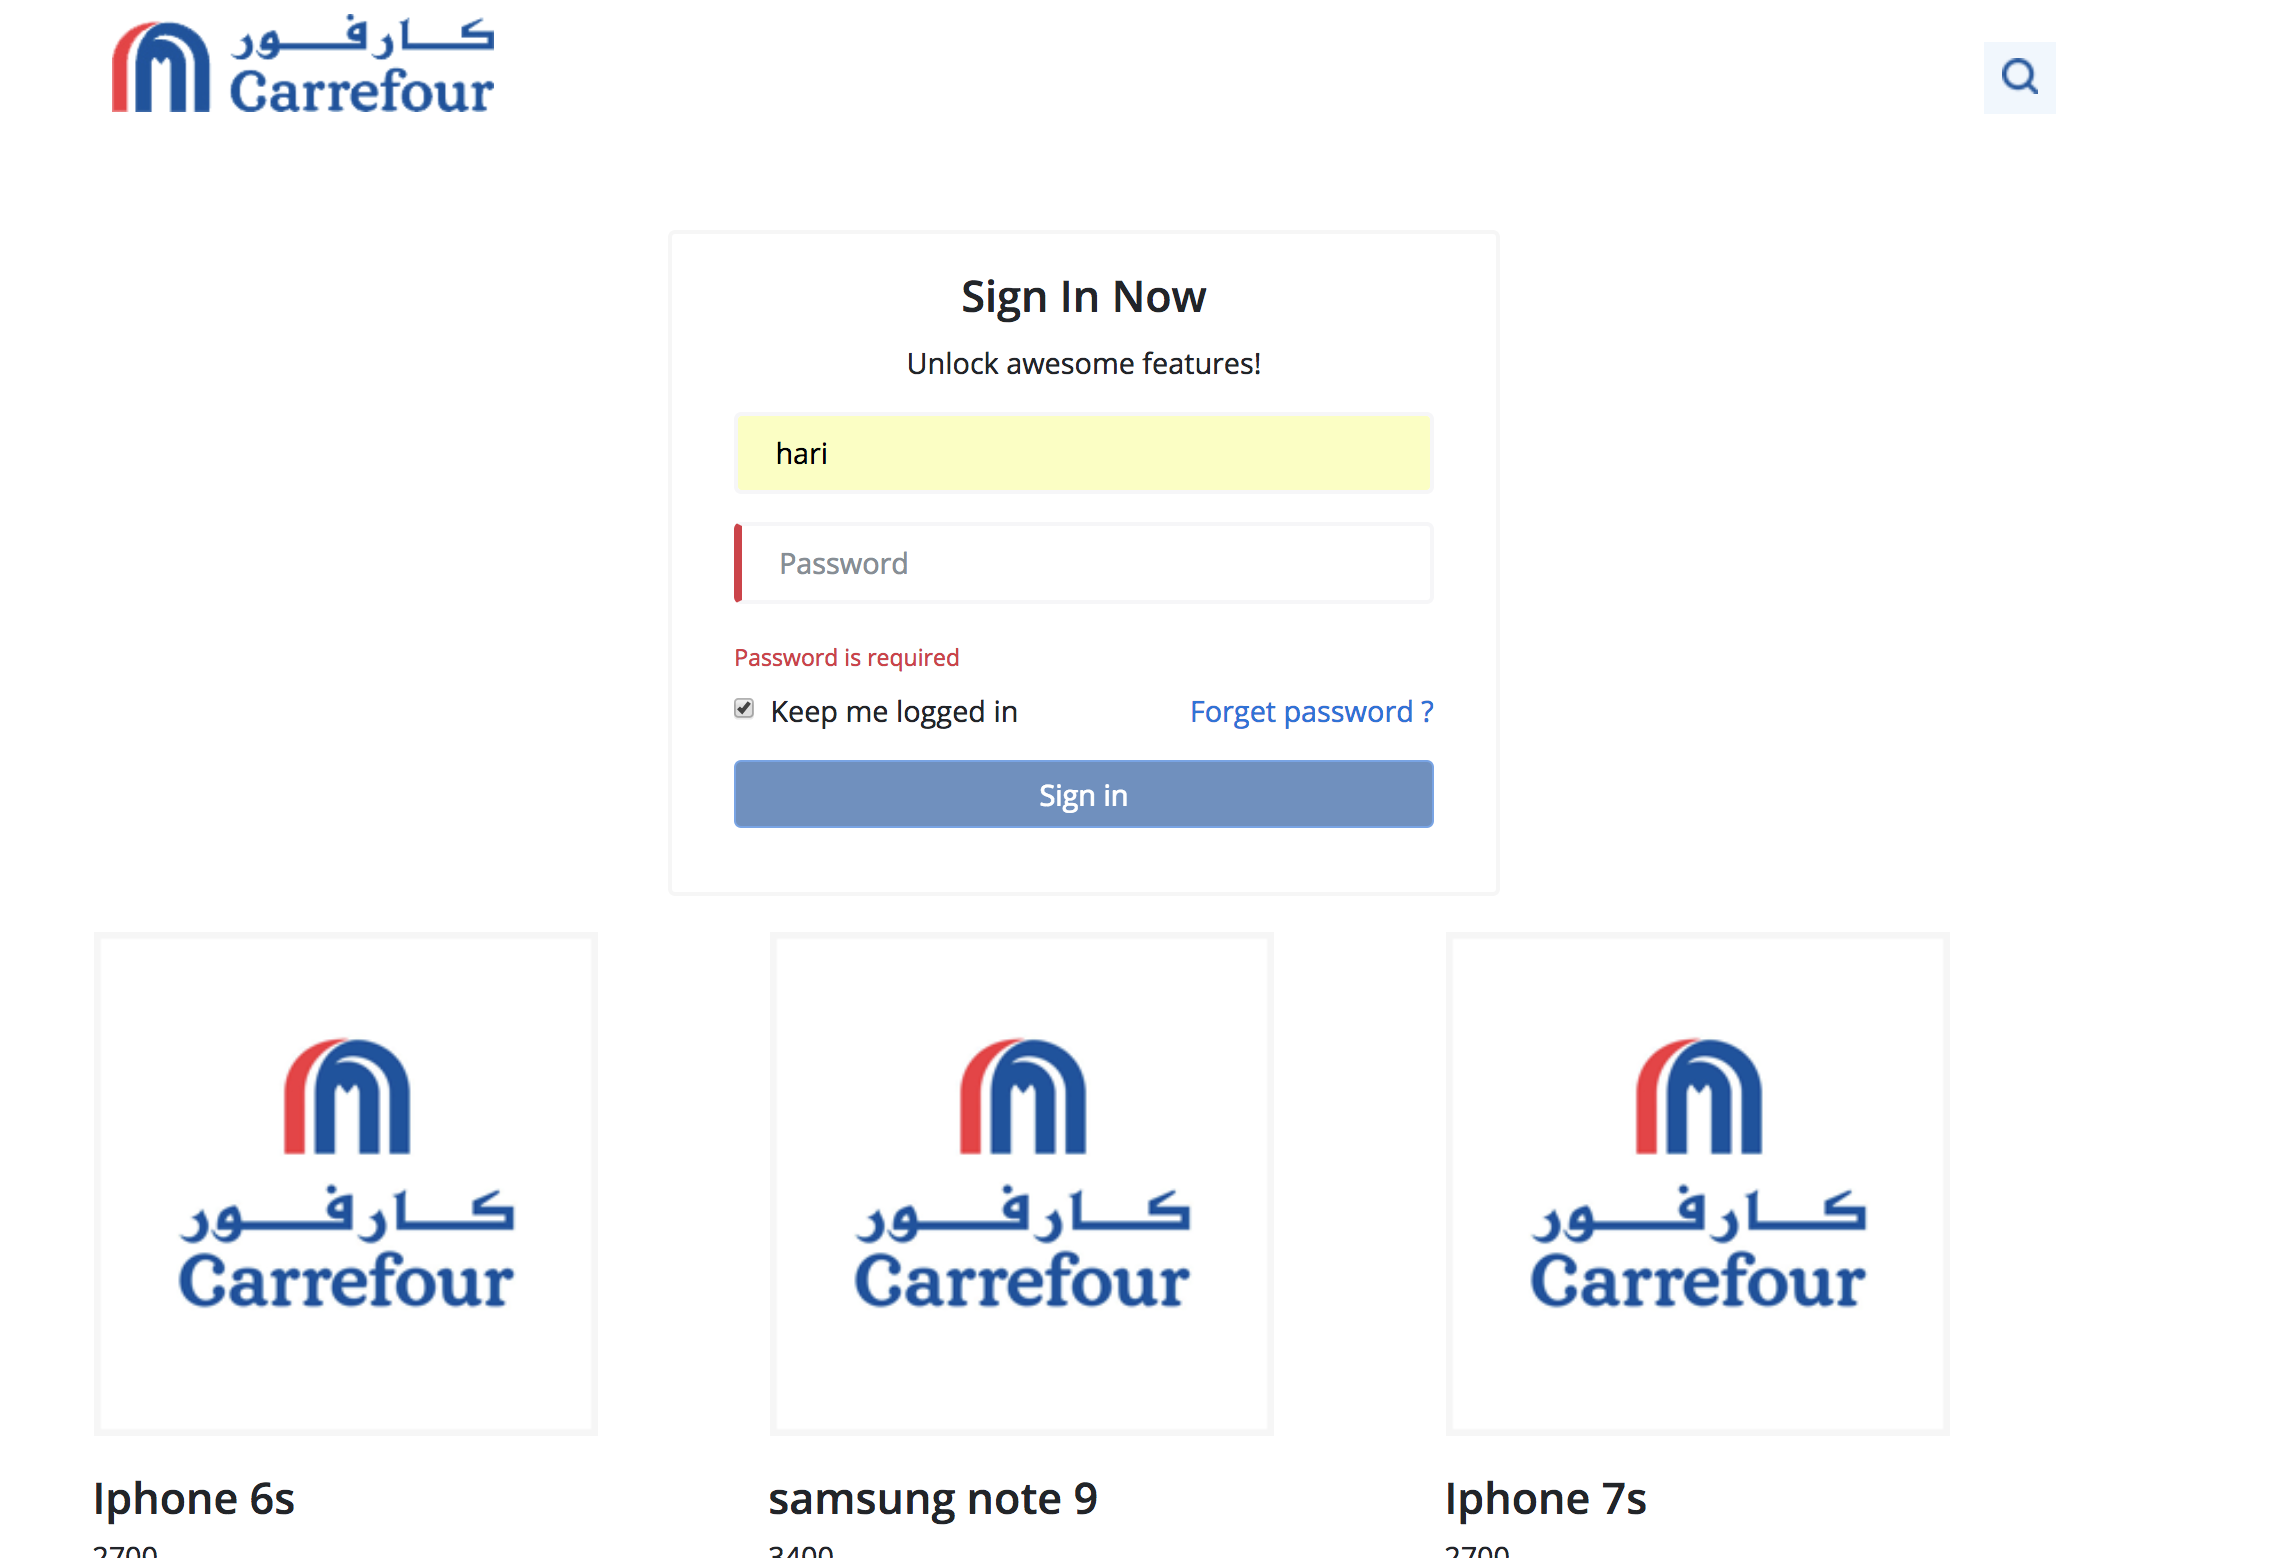 كارفور
Carrefour
Sign In Now
Unlock awesome features!
hari
Password
Password is required
Keep me logged in
Forget password ?
Sign in
كارفور
Carrefour
كارفور
Carrefour
كارفور
Carrefour
Iphone 6s
samsung note 9
Iphone 7s
2700
3400
2700